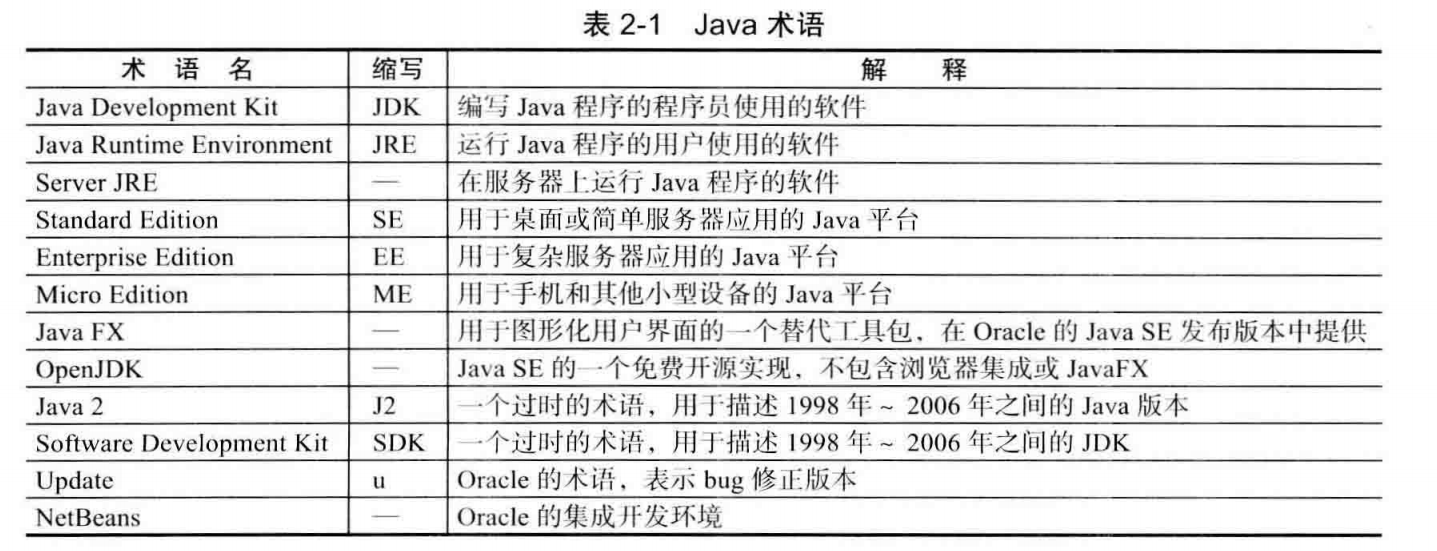 表 2-1 Java 术语
术 语 名 缩写 解 释
Java Development Kit JDK 编写 Java 程序的程序员使用的软件
Java Runtime Environment JRE 运行 Java 程序的用户使用的软件
Server JRE — 在服务器上运行 Java 程序的软件
Standard Edition SE 用于桌面或简单服务器应用的 Java 平台
Enterprise Edition EE 用于复杂服务器应用的 Java 平台
Micro Edition ME 用于手机和其他小型设备的 Java 平台
Java FX — 用于图形化用户界面的一个替代工具包，在 Oracle 的 Java SE 发布版本中提供
OpenJDK — Java SE 的一个免费开源实现，不包含浏览器集成或 JavaFX
Java 2 J2 一个过时的术语，用于描述 1998 年 ~ 2006 年之间的 Java 版本
Software Development Kit SDK 一个过时的术语，用于描述 1998 年 ~ 2006 年之间的 JDK
Update u Oracle 的术语，表示 bug 修正版本
NetBeans — Oracle 的集成开发环境